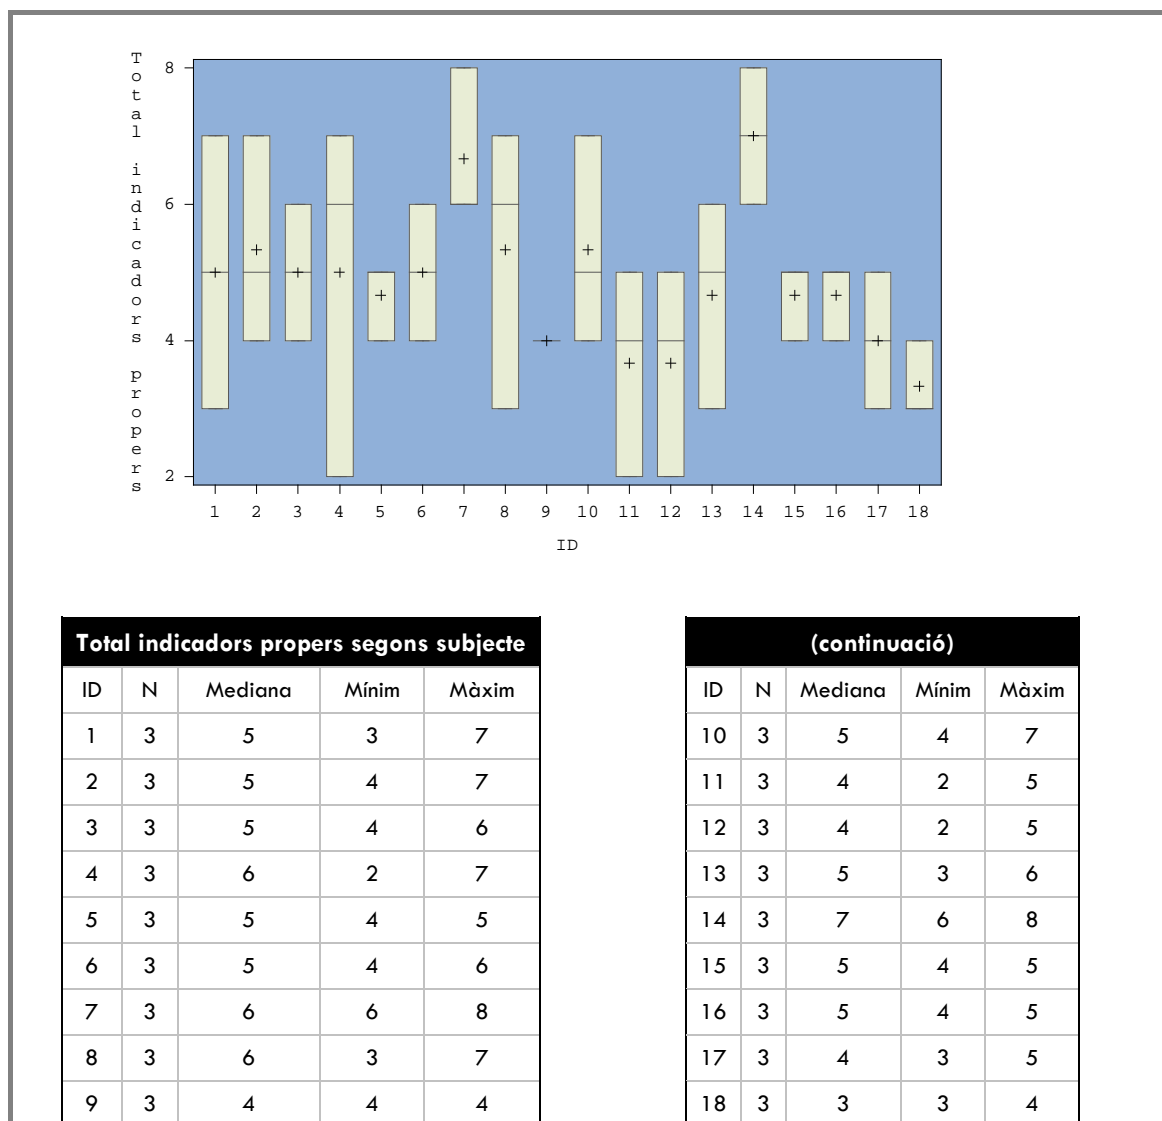 Total indicadors propers
8
6
4
2
1 2 3 4 5 6 7 8 9 10 11 12 13 14 15 16 17 18
ID
Total indicadors propers segons subjecte
ID N Mediana Mínim Màxim
1 3 5 3 7
2 3 5 4 7
3 3 5 4 6
4 3 6 2 7
5 3 5 4 5
6 3 5 4 6
7 3 6 6 8
8 3 6 3 7
9 3 4 4 4
(continuació)
ID N Mediana Mínim Màxim
10 3 5 4 7
11 3 4 2 5
12 3 4 2 5
13 3 5 3 6
14 3 7 6 8
15 3 5 4 5
16 3 5 4 5
17 3 4 3 5
18 3 3 3 4